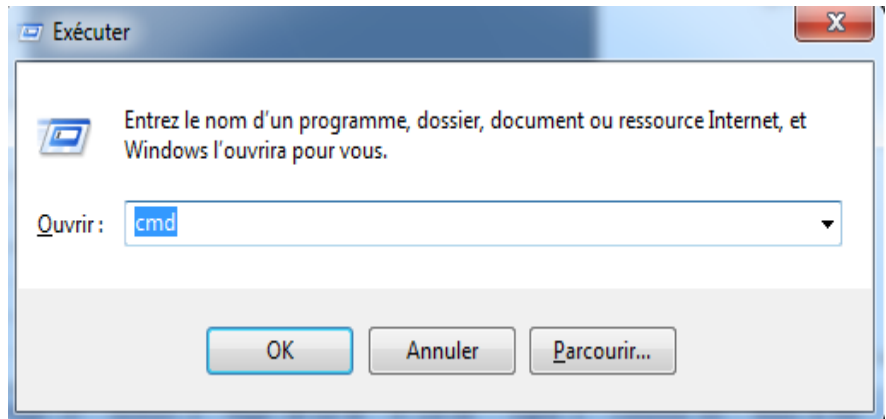 Exécuter
Entrez le nom d'un programme, dossier, document ou ressource Internet, et
Windows l'ouvrira pour vous.
Ouvrir : cmd
OK Annuler Parcourir...